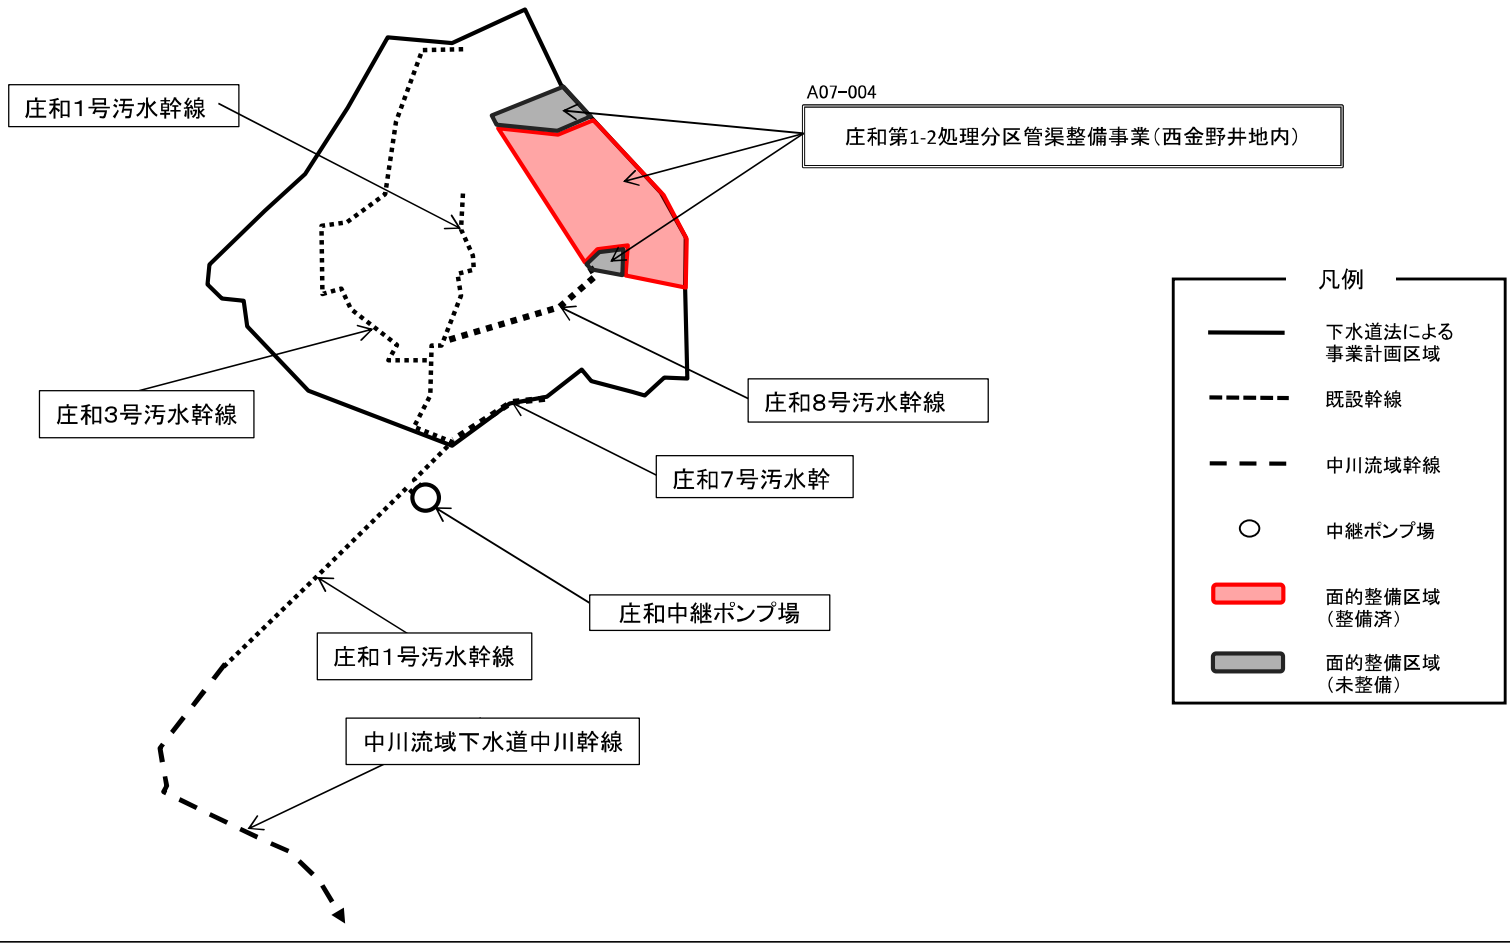 A07-004
庄和1号汚水幹線
庄和第1-2処理分区管渠整備事業(西金野井地内)
凡例
下水道法による
事業計画区域
既設幹線
中川流域幹線
中継ポンプ場
面的整備区域
(整備済)
面的整備区域
(未整備)
庄和3号汚水幹線
庄和8号汚水幹線
庄和7号汚水幹
庄和中継ポンプ場
庄和1号汚水幹線
中川流域下水道中川幹線